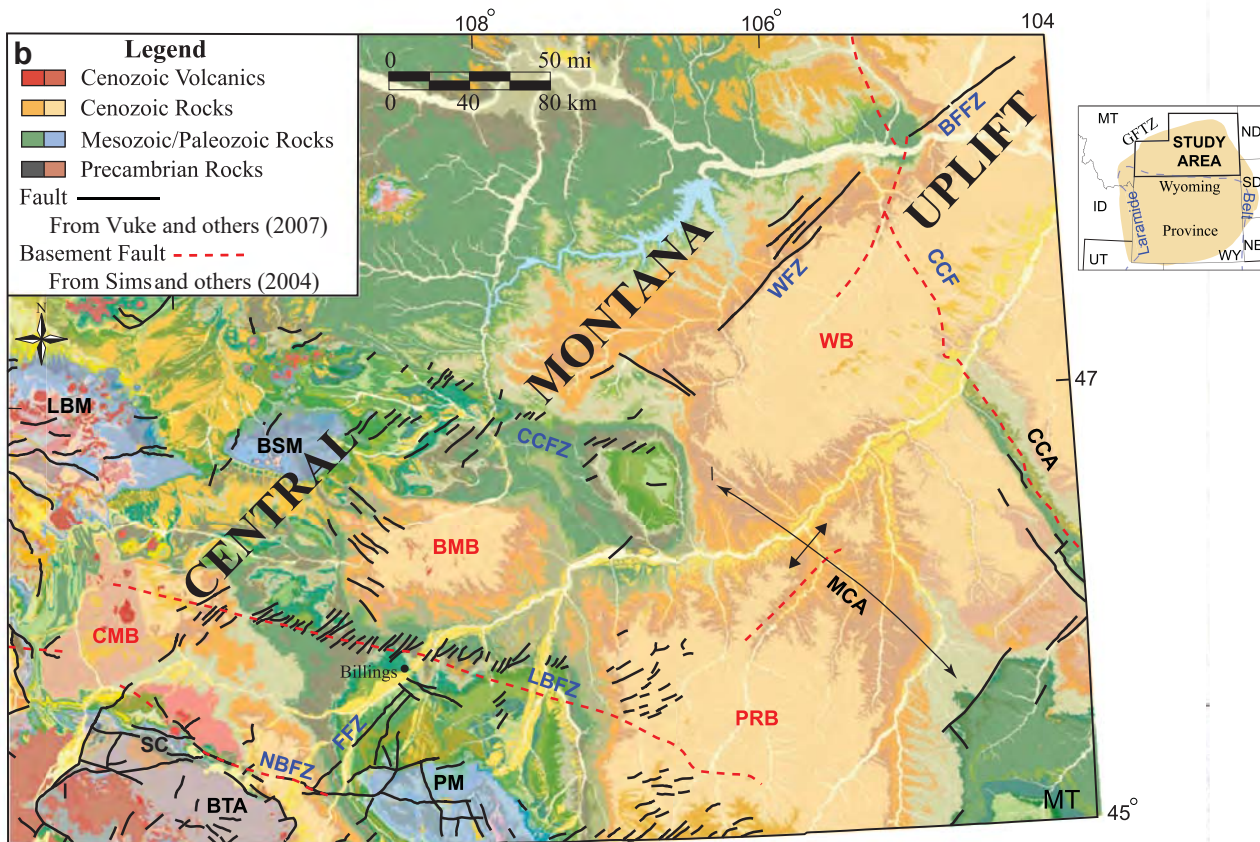 108°
106°
104
b
Legend
Cenozoic Volcanics
Cenozoic Rocks
Mesozoic/Paleozoic Rocks
Precambrian Rocks
Fault
From Vuke and others (2007)
Basement Fault
From Sims and others (2004)
0
50 mi
0
40
80 km
BFFZ
UPLIFT
MT
GFTZ
ND
STUDY
AREA
Wyoming
SD
ID
Laramide
Belt
Province
UT
WY
NE
CCF
WFZ
MONTANA
N
WB
47
LBM
BSM
CCFZ
CCA
CENTRAL
BMB
MCA
CMB
Billings
LBFZ
PRB
FFZ
SC
NBFZ
PM
BTA
MT
45°